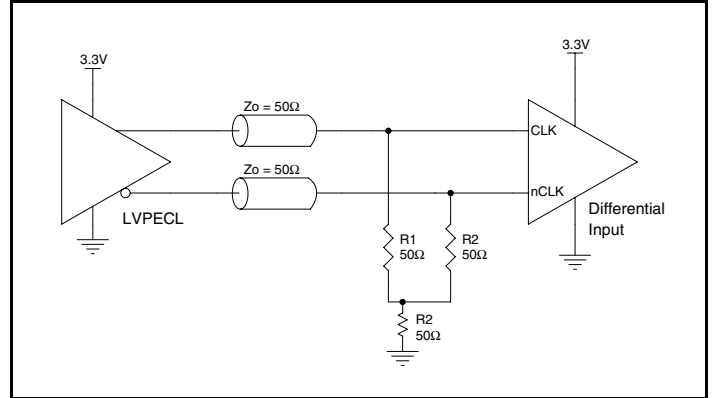 3.3V
3.3V
Zo = 50Ω
CLK
Zo = 50Ω
nCLK
LVPECL
Differential
Input
R1
50Ω
R2
50Ω
R2
50Ω